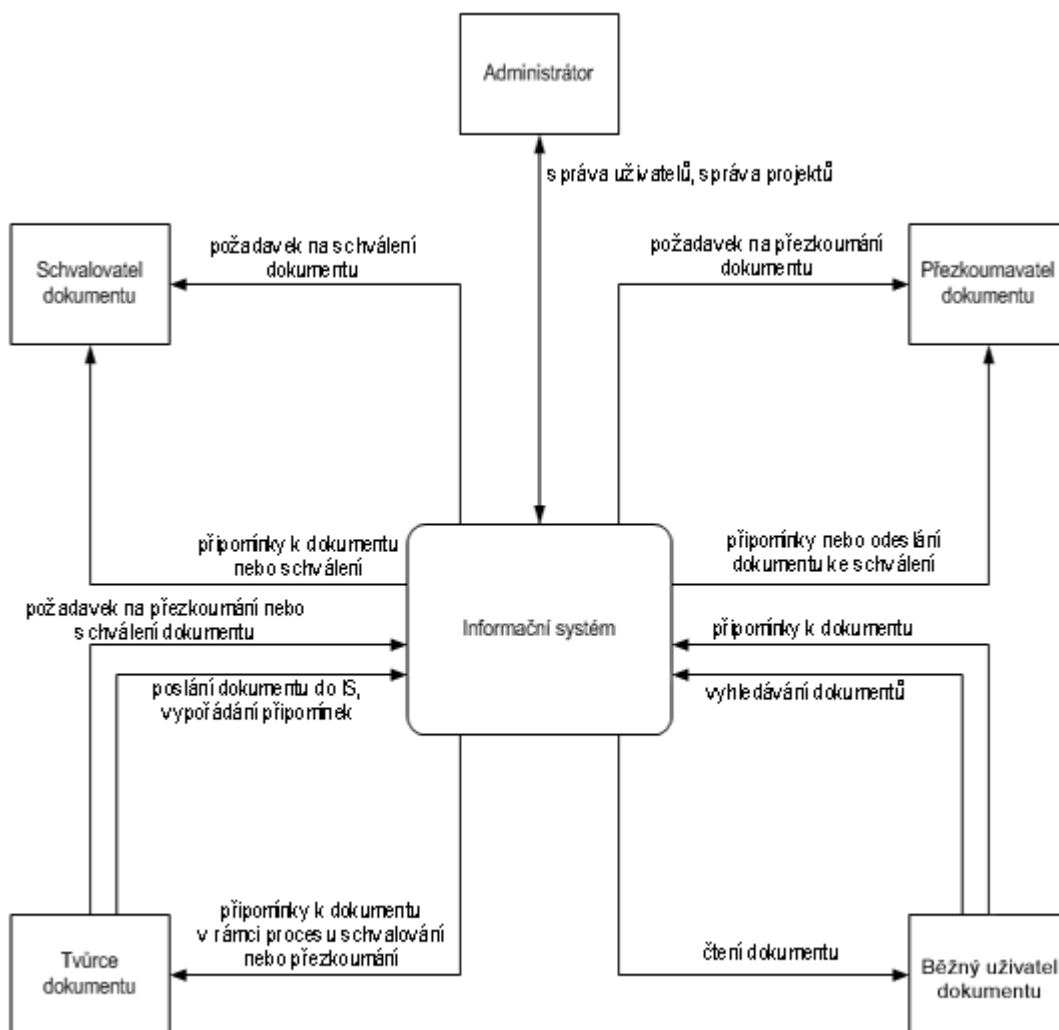 Administrátor
správa uživatelů, správa projektů
požadavek na schválení
dokumentu
požadavek na přezkoumání
dokumentu
Schvalovatel
dokumentu
Přezkoumavatel
dokumentu
připomínky k dokumentu
nebo schválení
připomínky nebo odeslání
dokumentu ke schválení
požadavek na přezkoumání nebo
schválení dokumentu
Informační systém
připomínky k dokumentu
poslání dokumentu do IS,
vypořádání připomínek
vyhledávání dokumentů
připomínky k dokumentu
v rámci procesu schvalování
nebo přezkoumání
čtení dokumentu
Tvůrce
dokumentu
Běžný uživatel
dokumentu